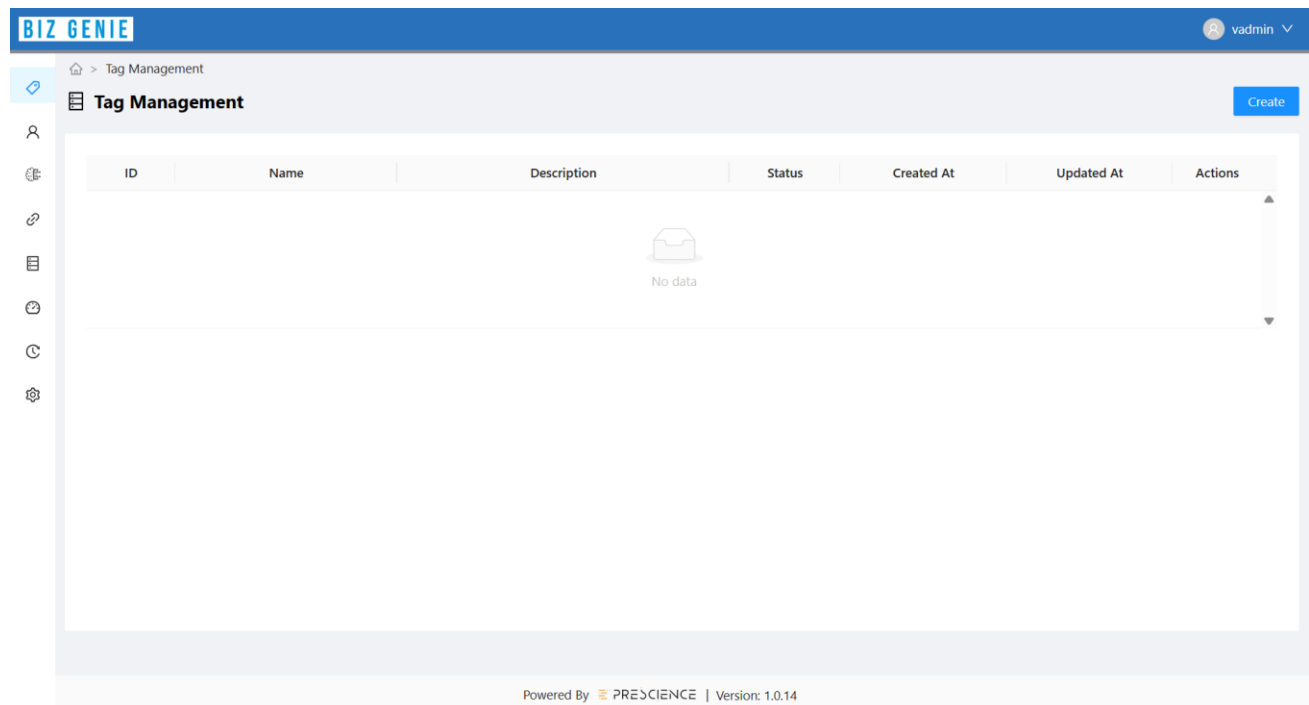 BIZ GENIE
vadmin
> Tag Management
Tag Management
Create
ID Name Description Status Created At Updated At Actions
No data
Powered By PRESCIENCE | Version: 1.0.14